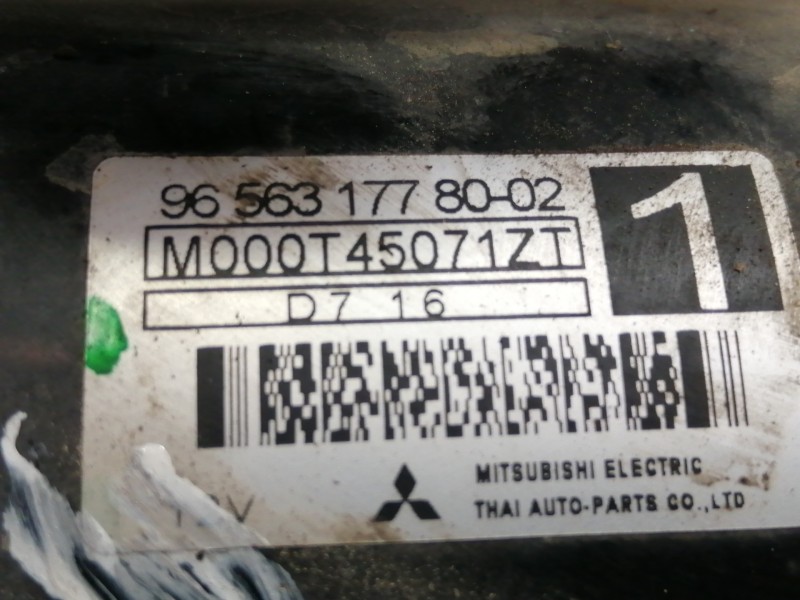 96 563 177 80-02
1
M000T45071ZT
D7 16
MITSUBISHI ELECTRIC
THAI AUTO-PARTS CO.,LTD